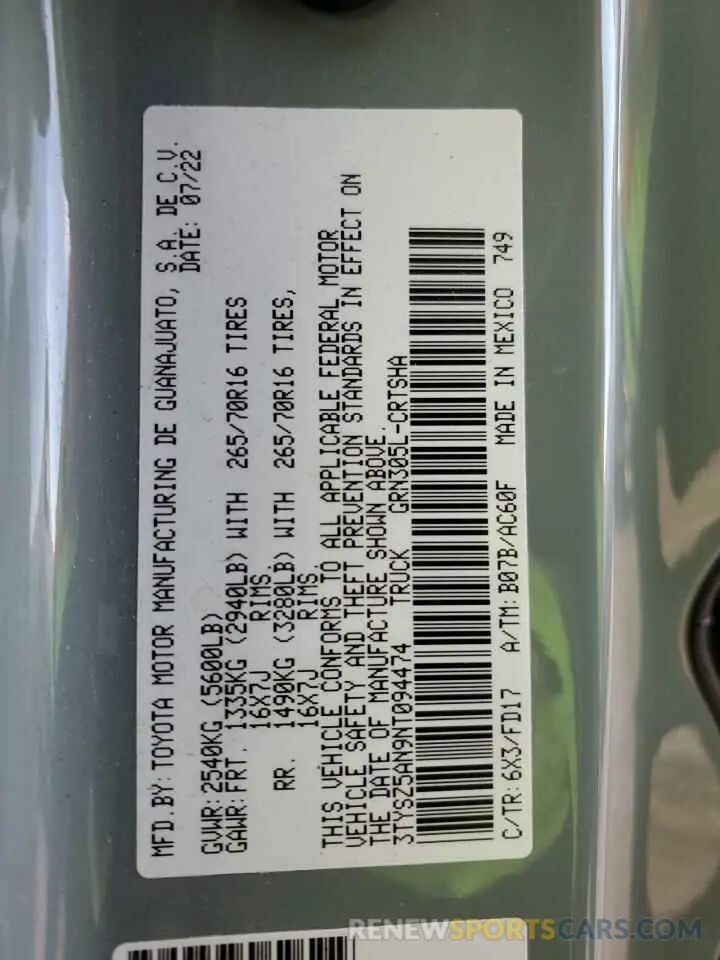 MFD.BY: TOYOTA MOTOR MANUFACTURING DE GUANAJUATO, S.A. DE C.V.
DATE: 07/22
GVWR: 2540KG (5600LB)
GAWR: FRT. 1335KG (2940LB) WITH 265/70R16 TIRES
16X7J RIMS.
RR. 1490KG (3280LB) WITH 265/70R16 TIRES,
16X7J RIMS.
THIS VEHICLE CONFORMS TO ALL APPLICABLE FEDERAL MOTOR
VEHICLE SAFETY AND THEFT PREVENTION STANDARDS IN EFFECT ON
THE DATE OF MANUFACTURE SHOWN ABOVE.
3TYSZ5AN9NT094474 TRUCK GRN305L-CRTSHA
C/TR: 6X3/FD17 A/TM: B07B/AC60F MADE IN MEXICO 749
RENEWSPORTSCARS.COM